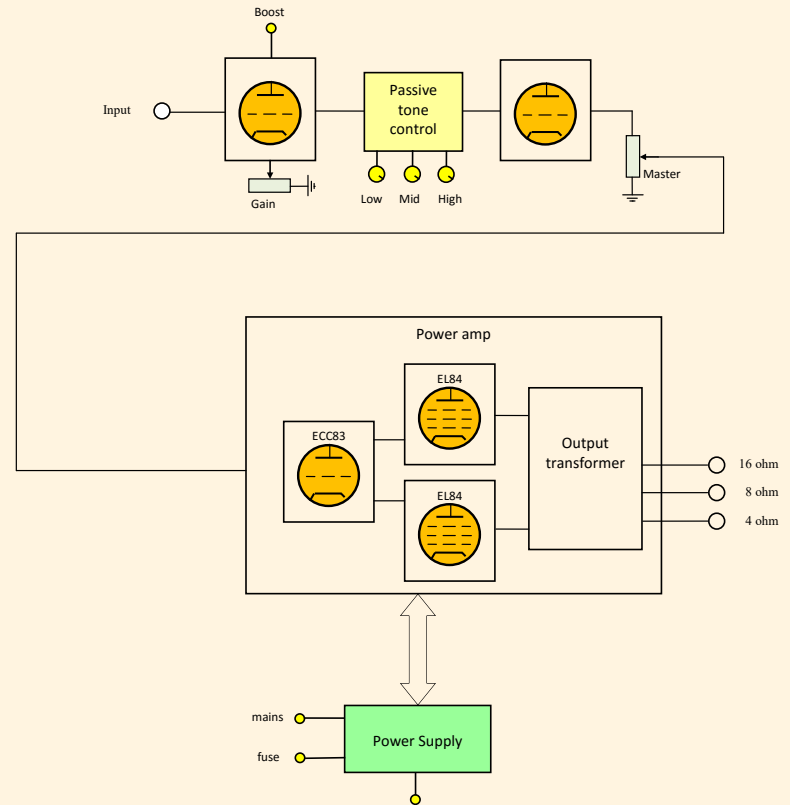 Boost
Input
Passive
tone
control
Gain
Low Mid High
Master
Power amp
EL84
ECC83
EL84
Output
transformer
16 ohm
8 ohm
4 ohm
mains
fuse
Power Supply